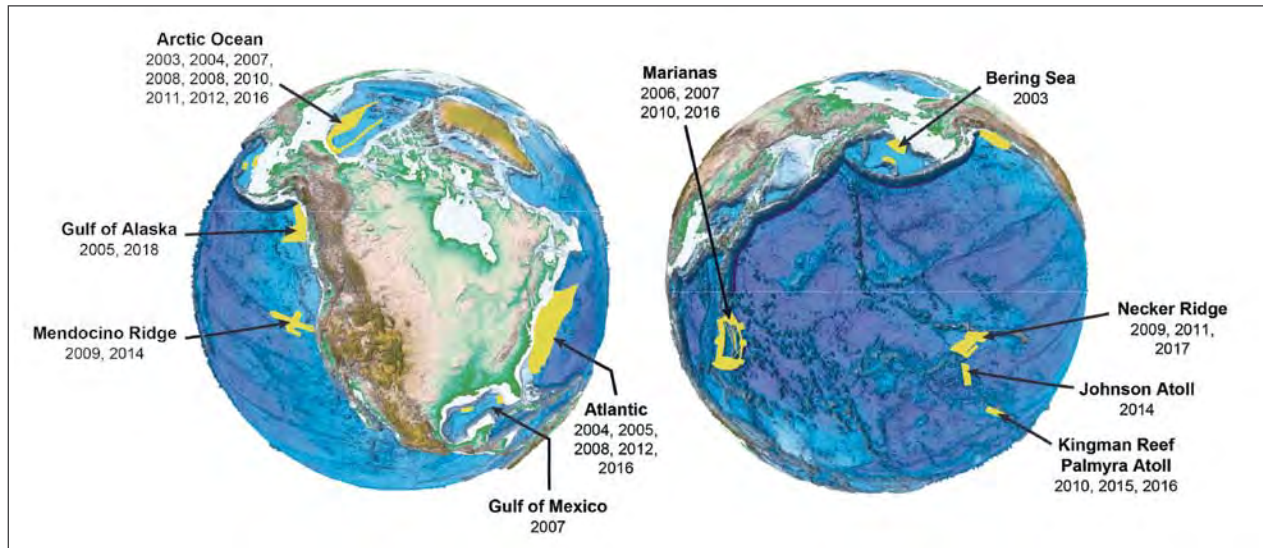 Arctic Ocean
2003, 2004, 2007,
2008, 2008, 2010,
2011, 2012, 2016
Gulf of Alaska
2005, 2018
Mendocino Ridge
2009, 2014
Atlantic
2004, 2005,
2008, 2012,
2016
Gulf of Mexico
2007
Marianas
2006, 2007
2010, 2016
Bering Sea
2003
Necker Ridge
2009, 2011,
2017
Johnson Atoll
2014
Kingman Reef
Palmyra Atoll
2010, 2015, 2016